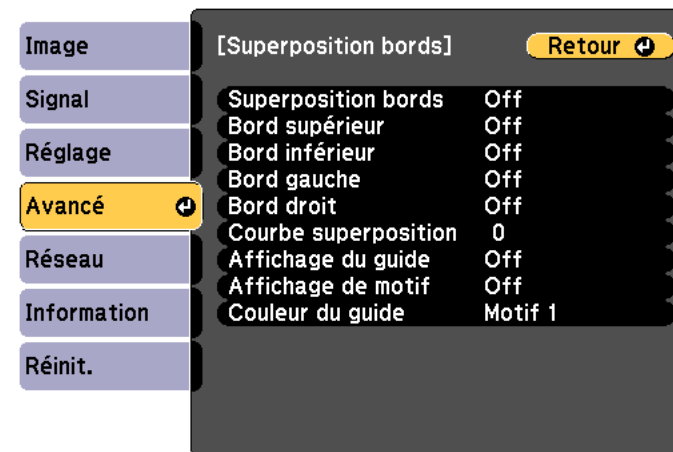 Image
Signal
Réglage
Avancé
Réseau
Information
Réinit.
[Superposition bords] Retour
Superposition bords Off
Bord supérieur Off
Bord inférieur Off
Bord gauche Off
Bord droit Off
Courbe superposition 0
Affichage du guide Off
Affichage de motif Off
Couleur du guide Motif 1